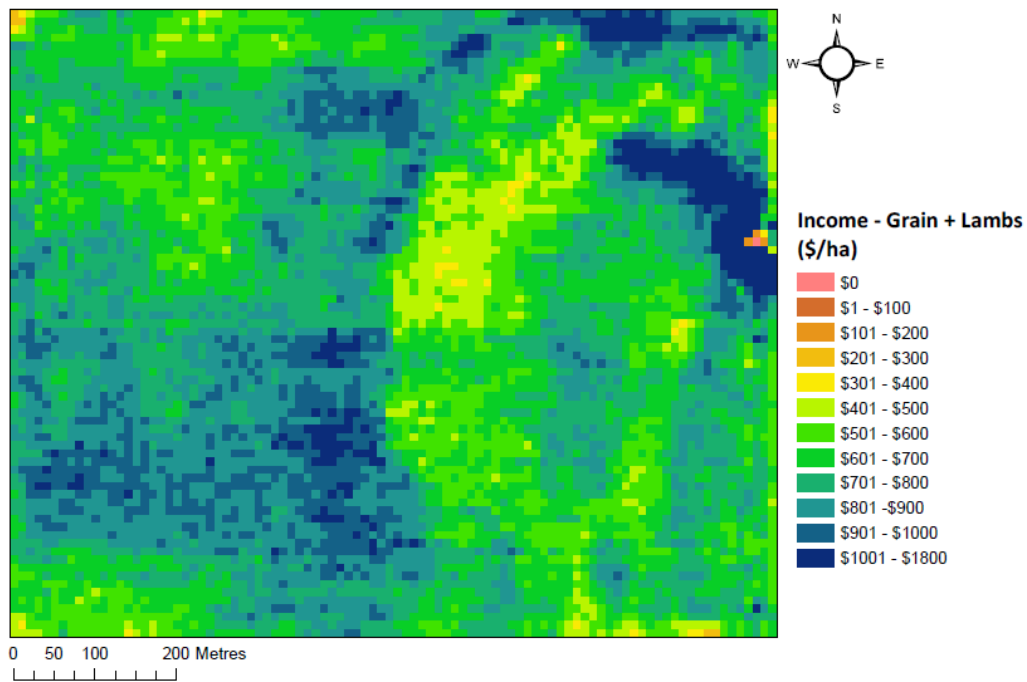 N
W E
S
Income - Grain + Lambs
($/ha)
$0
$1 - $100
$101 - $200
$201 - $300
$301 - $400
$401 - $500
$501 - $600
$601 - $700
$701 - $800
$801 -$900
$901 - $1000
$1001 - $1800
0 50 100 200 Metres